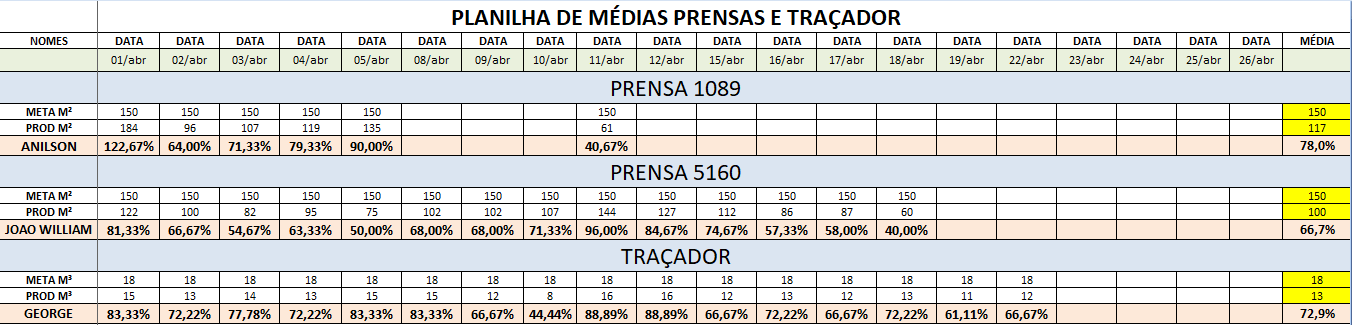 PLANILHA DE MÉDIAS PRENSAS E TRAÇADOR
NOMES DATA DATA DATA DATA DATA DATA DATA DATA DATA DATA DATA DATA DATA DATA DATA DATA DATA DATA DATA DATA MÉDIA
01/abr 02/abr 03/abr 04/abr 05/abr 08/abr 09/abr 10/abr 11/abr 12/abr 15/abr 16/abr 17/abr 18/abr 19/abr 22/abr 23/abr 24/abr 25/abr 26/abr
PRENSA 1089
META M² 150 150 150 150 150 150 150
PROD M² 184 96 107 119 135 61 117
ANILSON 122,67% 64,00% 71,33% 79,33% 90,00% 40,67% 78,0%
PRENSA 5160
META M² 150 150 150 150 150 150 150 150 150 150 150 150 150 150 150
PROD M² 122 100 82 95 75 102 102 107 144 127 112 86 87 60 100
JOAO WILLIAM 81,33% 66,67% 54,67% 63,33% 50,00% 68,00% 68,00% 71,33% 96,00% 84,67% 74,67% 57,33% 58,00% 40,00% 66,7%
TRAÇADOR
META M³ 18 18 18 18 18 18 18 18 18 18 18 18 18 18 18 18 18
PROD M³ 15 13 14 13 15 15 12 8 16 16 12 13 12 13 11 12 13
GEORGE 83,33% 72,22% 77,78% 72,22% 83,33% 83,33% 66,67% 44,44% 88,89% 88,89% 66,67% 72,22% 66,67% 72,22% 61,11% 66,67% 72,9%